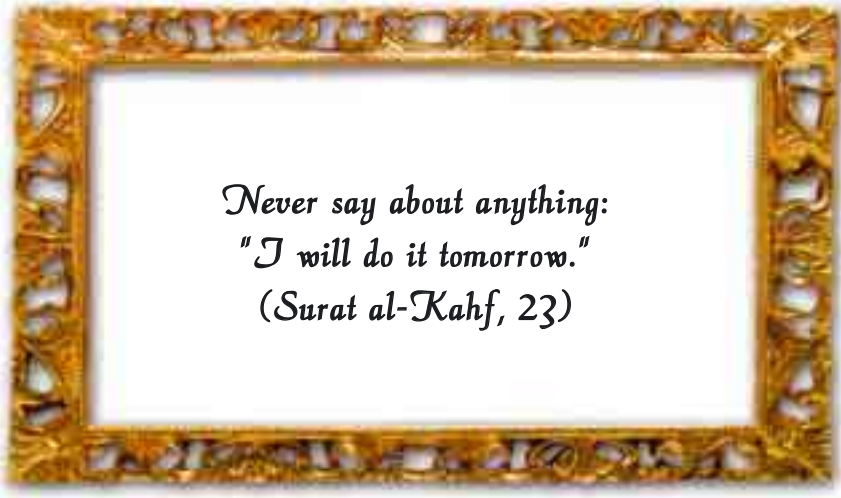 Never say about anything:
"I will do it tomorrow."
(Surat al-Kahf, 23)